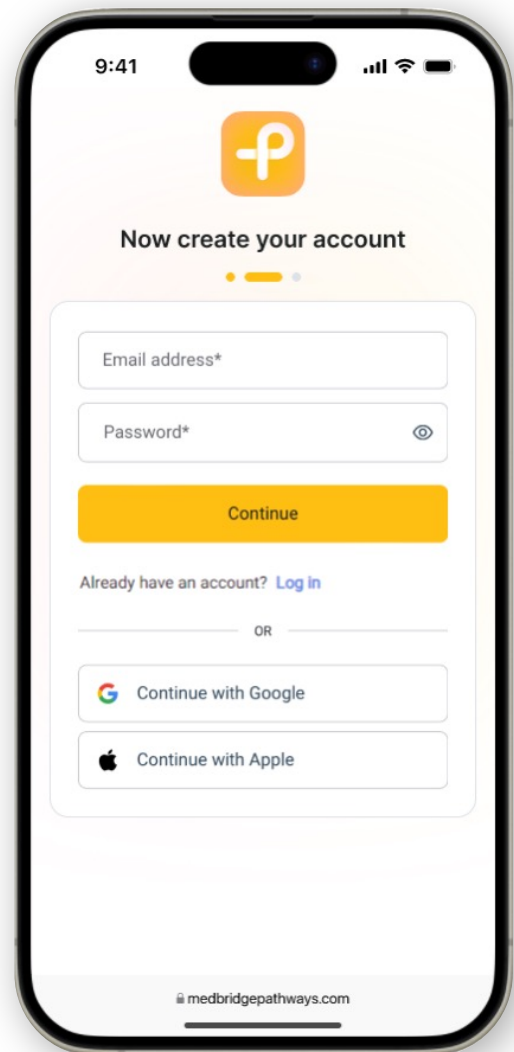 9:41
Now create your account
Email address*
Password*
Continue
Already have an account? Log in
OR
Continue with Google
Continue with Apple
medbridgepathways.com